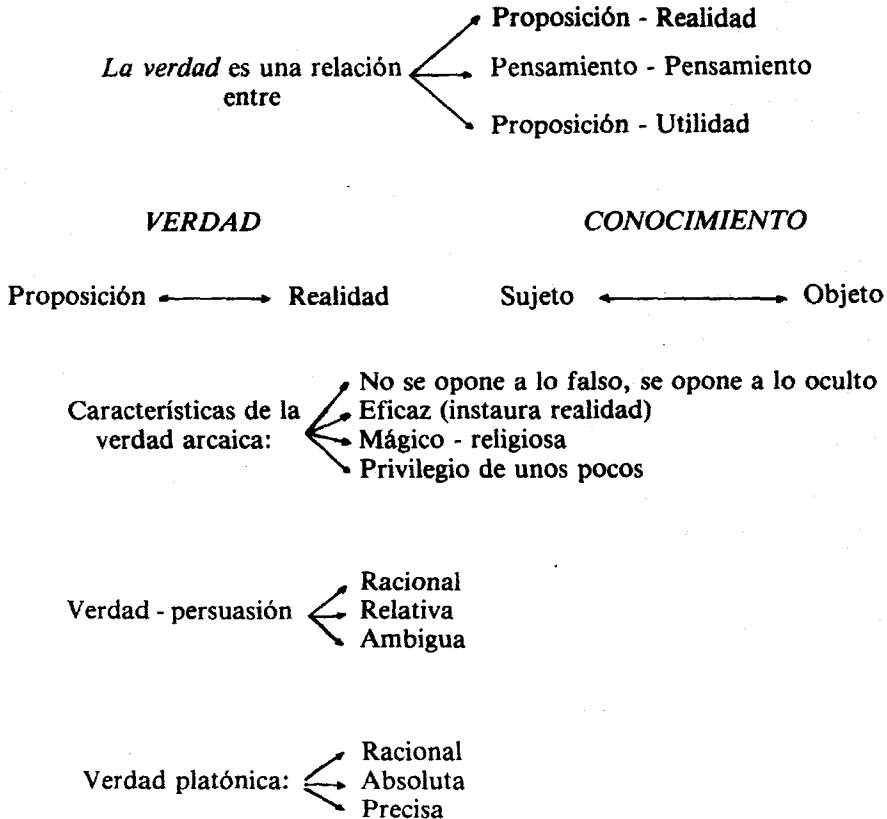 Proposición - Realidad
La verdad es una relación
entre
Pensamiento - Pensamiento
Proposición - Utilidad
VERDAD
CONOCIMIENTO
Proposición Realidad
Sujeto Objeto
Características de la
verdad arcaica:
No se opone a lo falso, se opone a lo oculto
Eficaz (instaura realidad)
Mágico - religiosa
Privilegio de unos pocos
Verdad - persuasión
Racional
Relativa
Ambigua
Verdad platónica:
Racional
Absoluta
Precisa